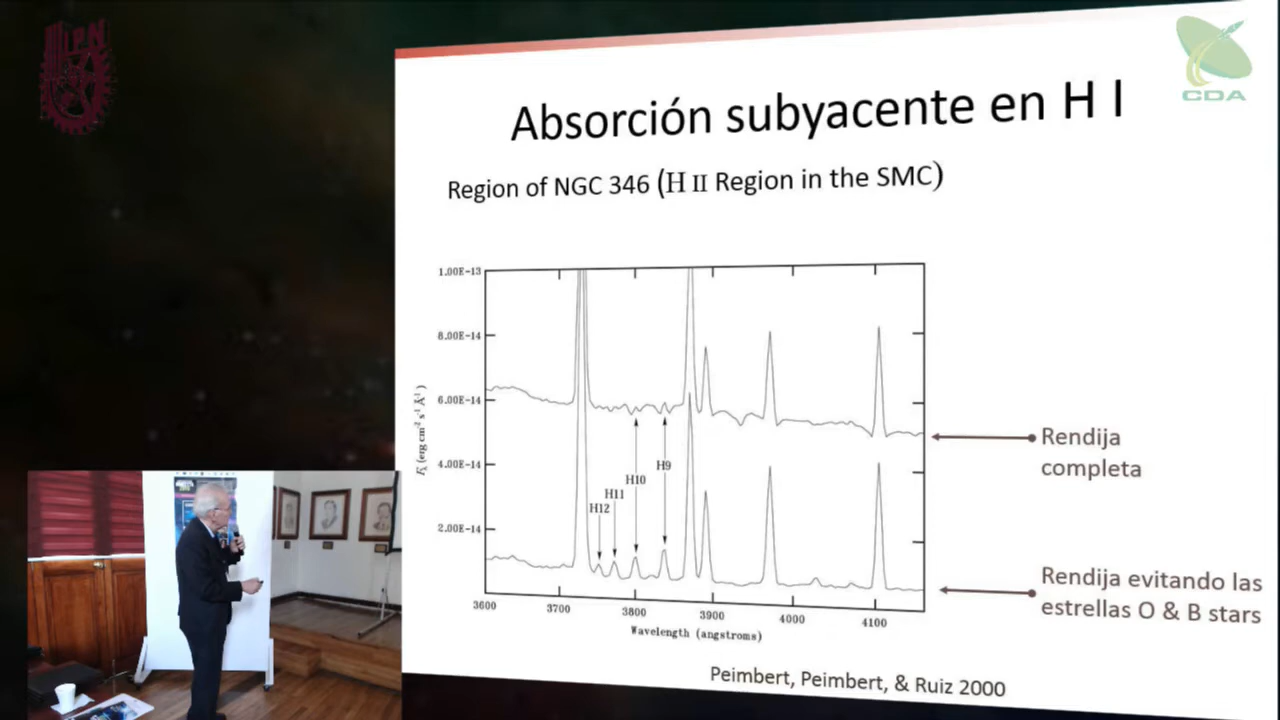 IPN
CDA
Absorción subyacente en H I
Region of NGC 346 (H II Region in the SMC)
1.00E-13
8.00E-14
6.00E-14
4.00E-14
2.00E-14
Fλ (erg cm⁻² s⁻¹ Å⁻¹)
H9
H10
H11
H12
3600
3700
3800
3900
4000
4100
Wavelength (angstroms)
Rendija
completa
Rendija evitando las
estrellas O & B stars
Peimbert, Peimbert, & Ruiz 2000